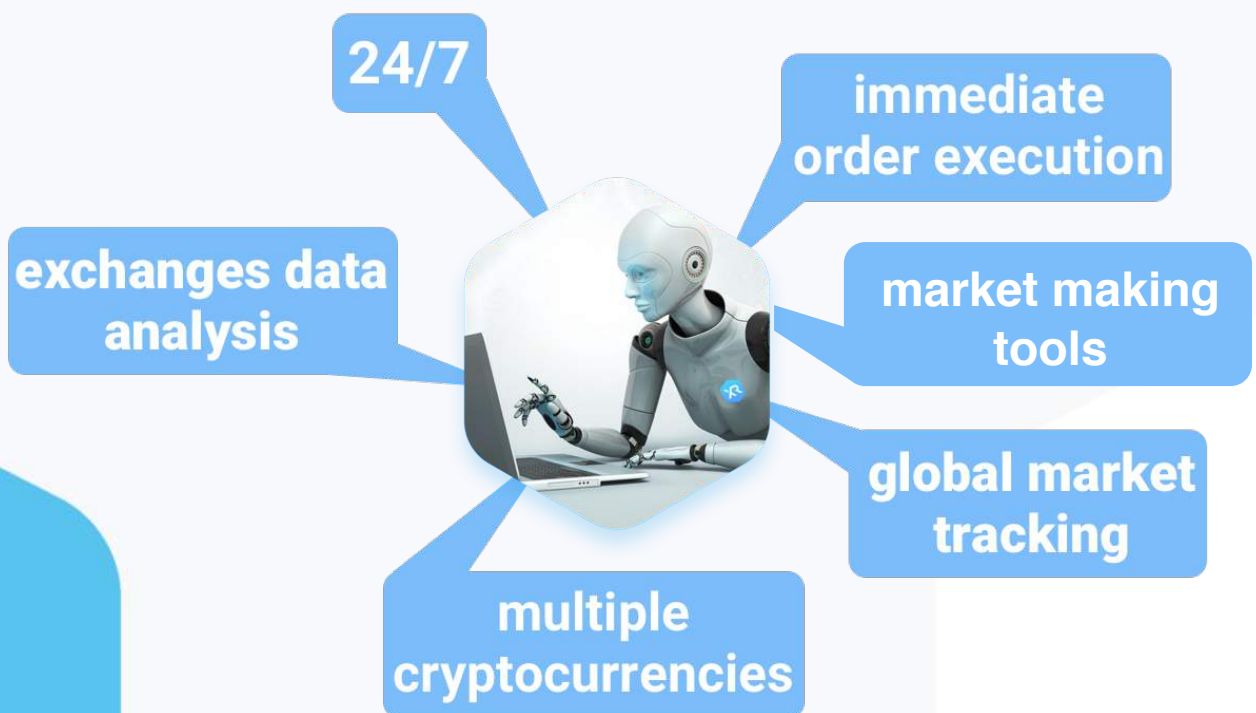 24/7
immediate
order execution
exchanges data
analysis
market making
tools
global market
tracking
multiple
cryptocurrencies